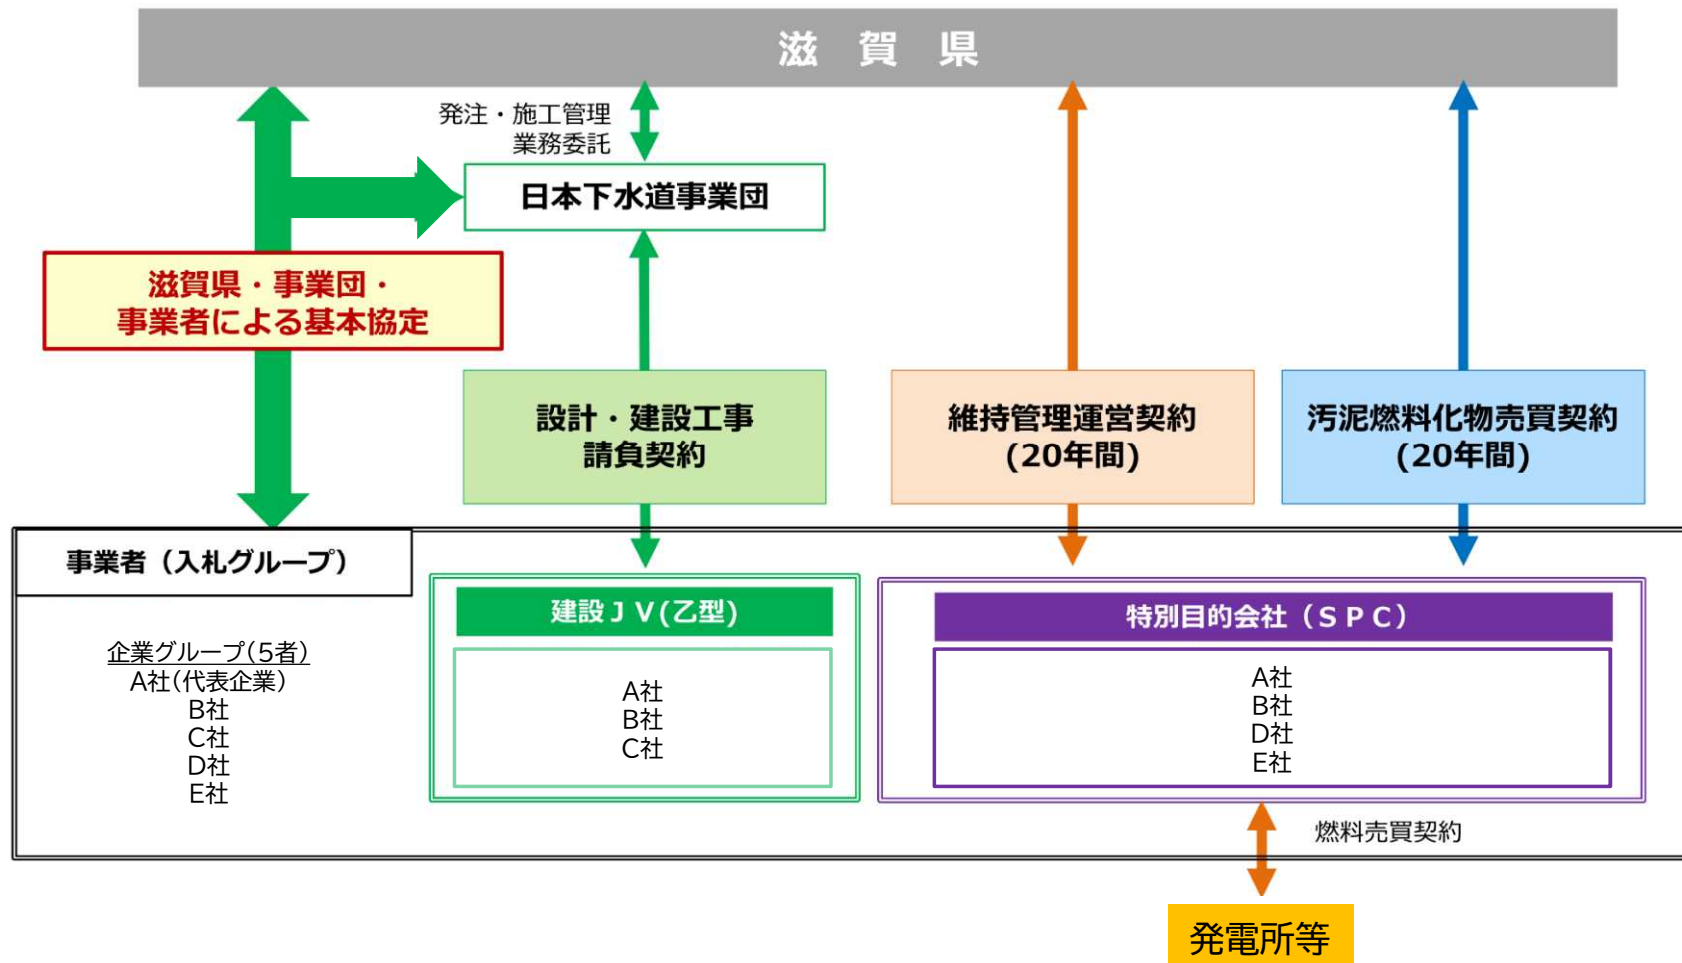 滋 賀 県
発注・施工管理
業務委託
日本下水道事業団
滋賀県・事業団・
事業者による基本協定
設計・建設工事
請負契約
維持管理運営契約
(20年間)
汚泥燃料化物売買契約
(20年間)
事業者（入札グループ）
企業グループ(5者)
A社(代表企業)
B社
C社
D社
E社
建設ＪＶ(乙型)
A社
B社
C社
特別目的会社（ＳＰＣ）
A社
B社
D社
E社
燃料売買契約
発電所等